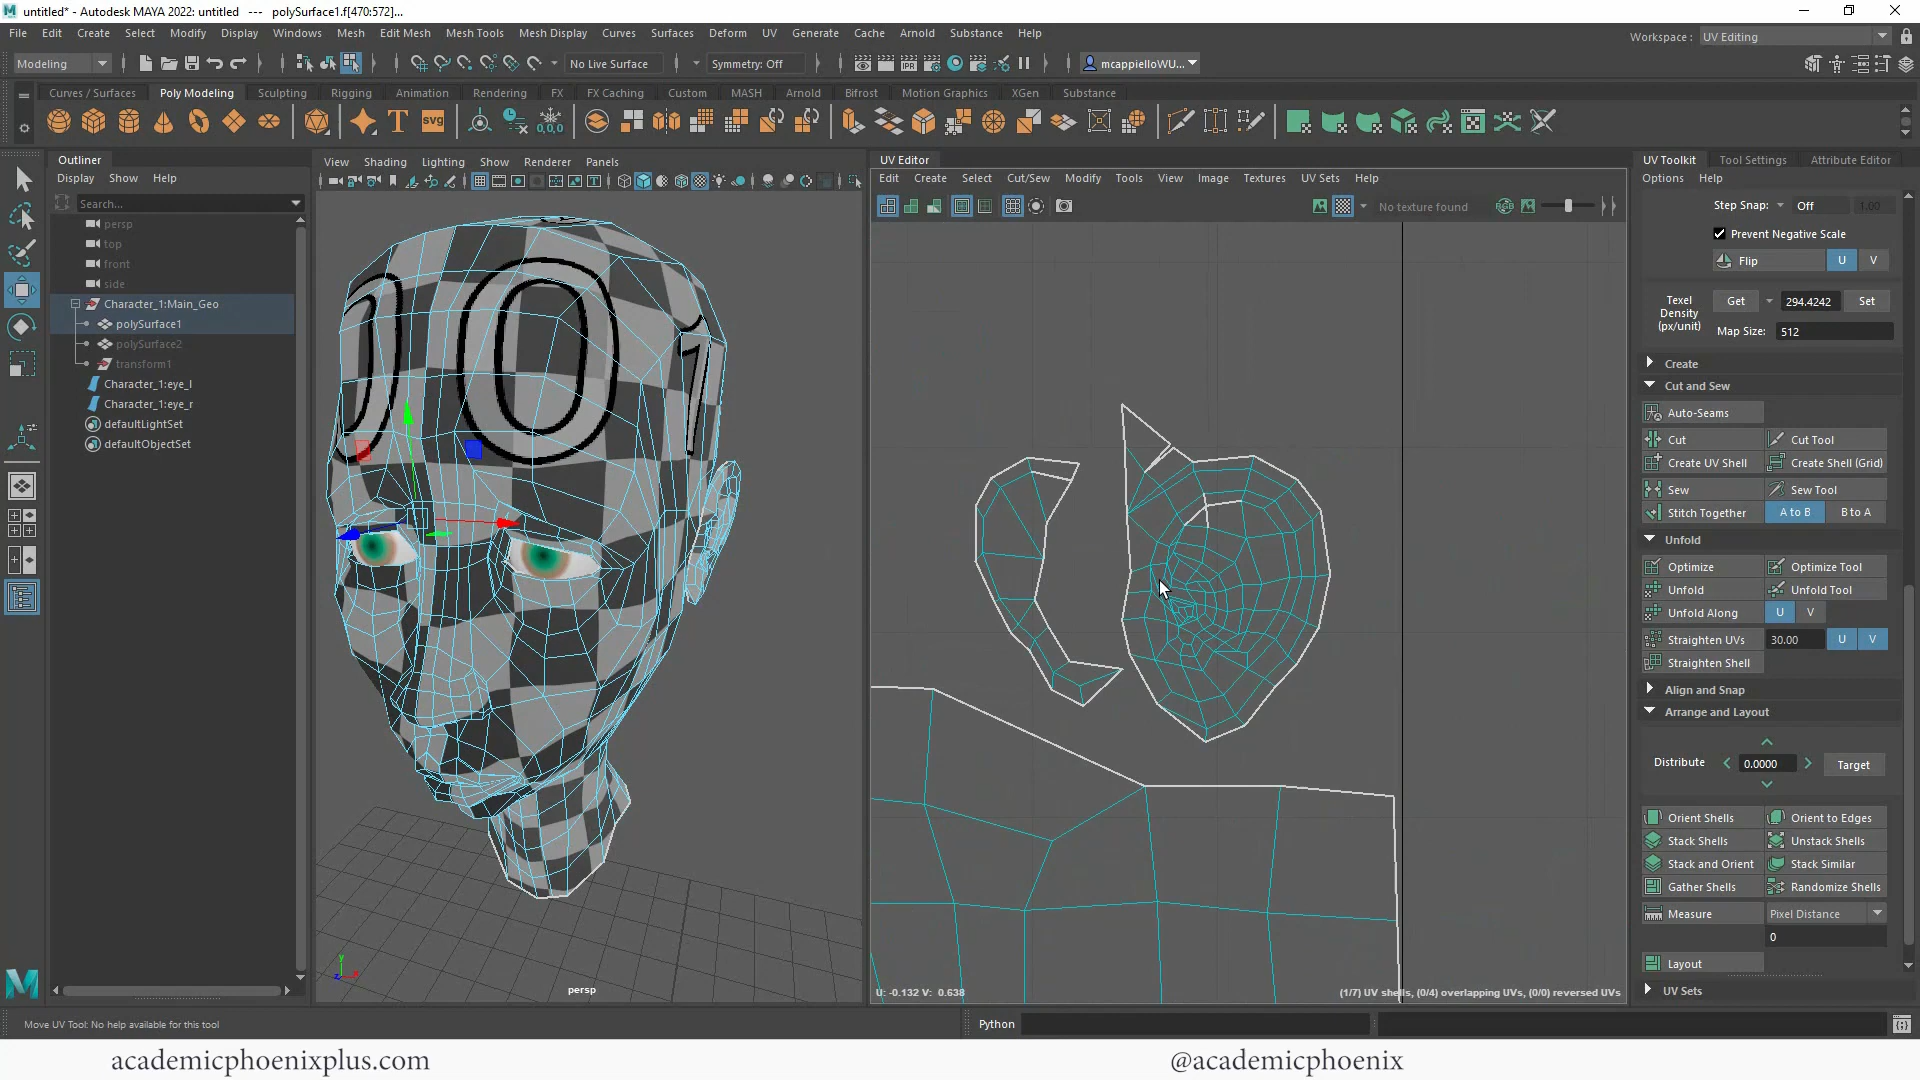 untitled* - Autodesk MAYA 2022: untitled --- polySurface1.f[470:572]...
File Edit Create Select Modify Display Windows Mesh Edit Mesh Mesh Tools Mesh Display Curves Surfaces Deform UV Generate Cache Arnold Substance Help
Workspace : UV Editing
Modeling No Live Surface Symmetry: Off mcappielloWU...
Curves / Surfaces Poly Modeling Sculpting Rigging Animation Rendering FX FX Caching Custom MASH Arnold Bifrost Motion Graphics XGen Substance
Outliner
Display Show Help
Search...
persp
top
front
side
Character_1:Main_Geo
polySurface1
polySurface2
transform1
Character_1:eye_l
Character_1:eye_r
defaultLightSet
defaultObjectSet
View Shading Lighting Show Renderer Panels
persp
UV Editor
Edit Create Select Cut/Sew Modify Tools View Image Textures UV Sets Help
No texture found
U: -0.132 V: 0.638
(1/7) UV shells, (0/4) overlapping UVs, (0/0) reversed UVs
UV Toolkit Tool Settings Attribute Editor
Options Help
Step Snap: Off 1.00
Prevent Negative Scale
Flip U V
Texel Density (px/unit) Get 294.4242 Set
Map Size: 512
Create
Cut and Sew
Auto-Seams
Cut Cut Tool
Create UV Shell Create Shell (Grid)
Sew Sew Tool
Stitch Together A to B B to A
Unfold
Optimize Optimize Tool
Unfold Unfold Tool
Unfold Along U V
Straighten UVs 30.00 U V
Straighten Shell
Align and Snap
Arrange and Layout
Distribute 0.0000 Target
Orient Shells Orient to Edges
Stack Shells Unstack Shells
Stack and Orient Stack Similar
Gather Shells Randomize Shells
Measure Pixel Distance
0
Layout
UV Sets
Move UV Tool: No help available for this tool
Python
academicphoenixplus.com
@academicphoenix